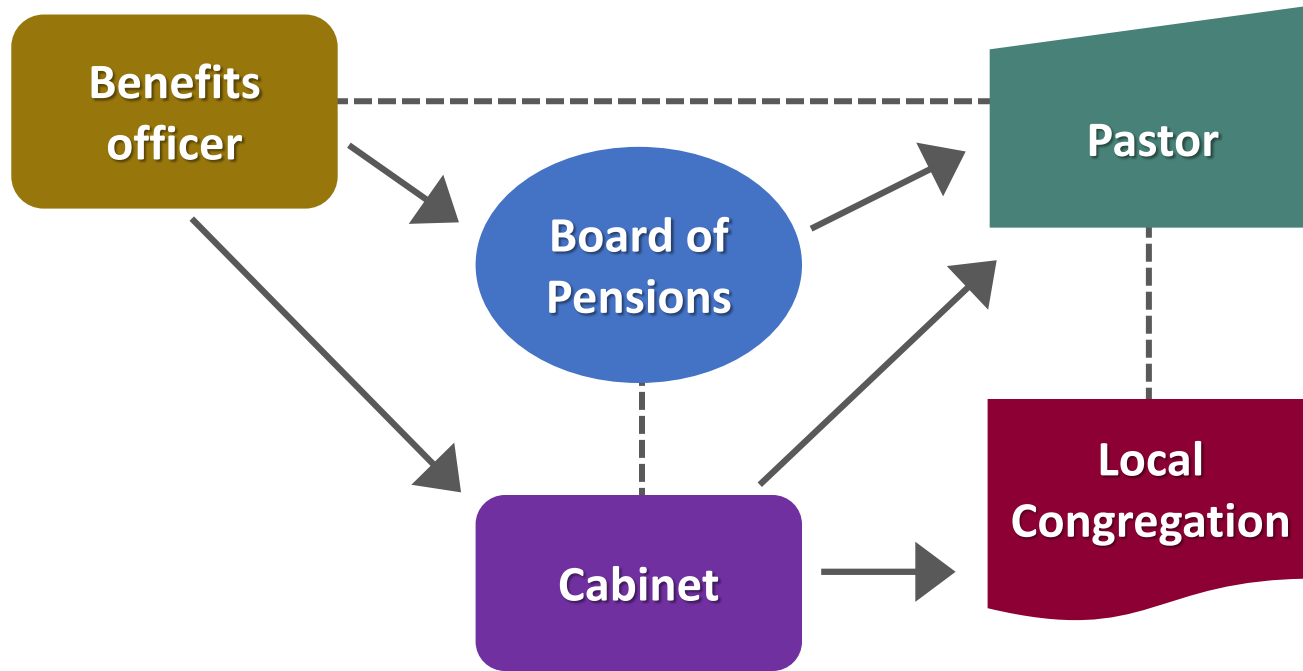 Benefits
officer
Pastor
Board of
Pensions
Local
Congregation
Cabinet